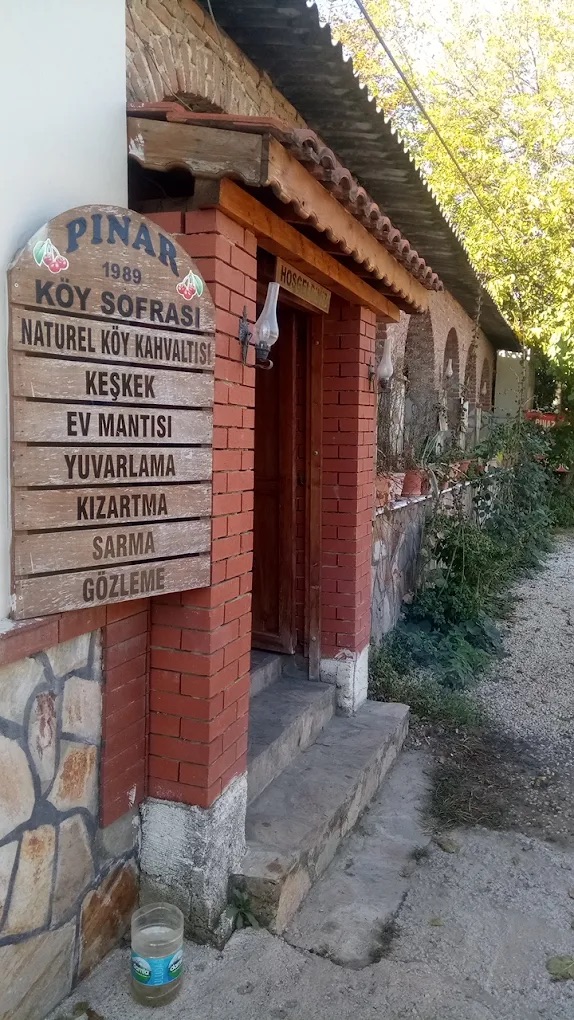 PINAR
1989
KÖY SOFRASI
NATUREL KÖY KAHVALTISI
KEŞKEK
EV MANTISI
YUVARLAMA
KIZARTMA
SARMA
GÖZLEME
HOŞGELDİNİZ